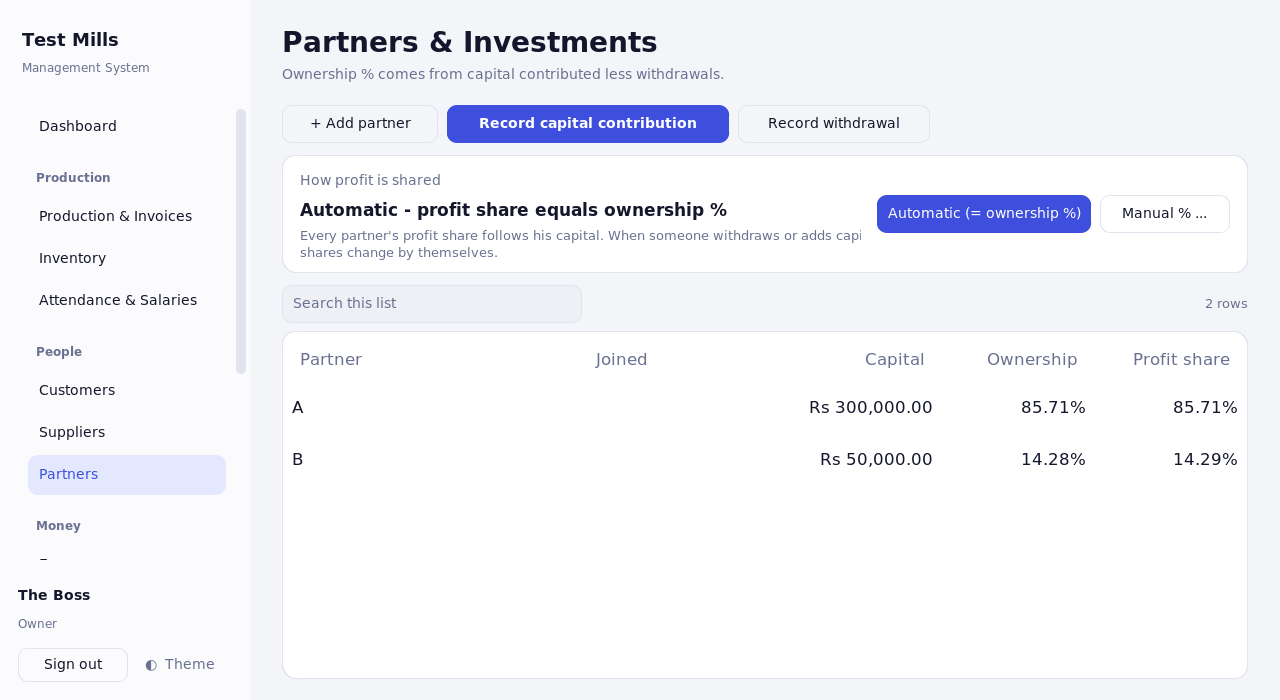 Test Mills
Management System
Dashboard
Production
Production & Invoices
Inventory
Attendance & Salaries
People
Customers
Suppliers
Partners
Money
The Boss
Owner
Sign out
◐ Theme
Partners & Investments
Ownership % comes from capital contributed less withdrawals.
+ Add partner
Record capital contribution
Record withdrawal
How profit is shared
Automatic - profit share equals ownership %
Every partner's profit share follows his capital. When someone withdraws or adds capi
shares change by themselves.
Automatic (= ownership %)
Manual % ...
Search this list
2 rows
Partner Joined Capital Ownership Profit share
A Rs 300,000.00 85.71% 85.71%
B Rs 50,000.00 14.28% 14.29%